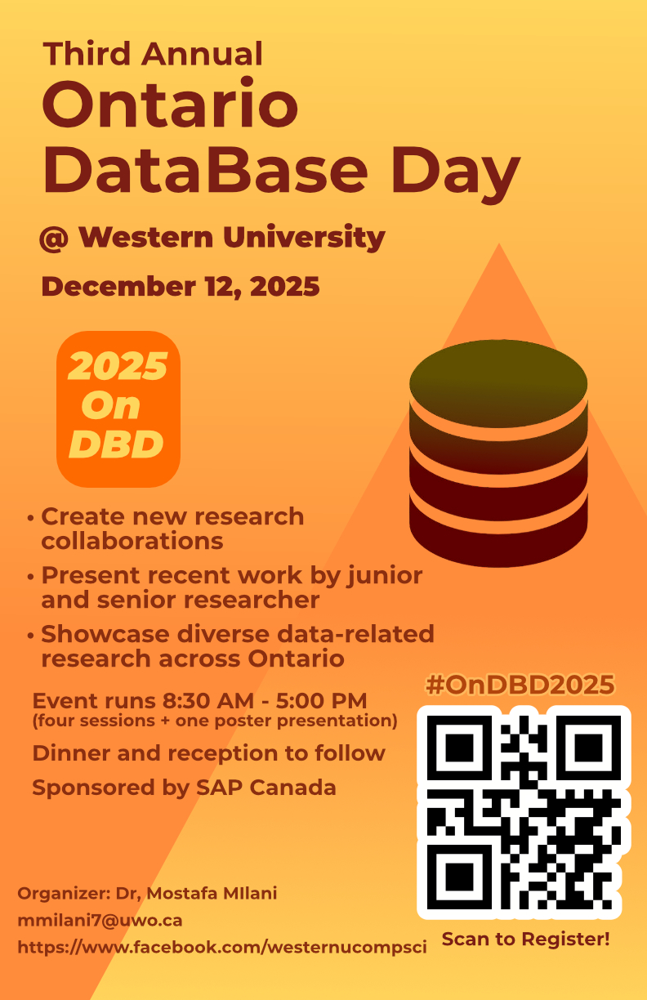 Third Annual
Ontario
DataBase Day
@ Western University
December 12, 2025
2025
On
DBD
• Create new research
collaborations
• Present recent work by junior
and senior researcher
• Showcase diverse data-related
research across Ontario
Event runs 8:30 AM - 5:00 PM
(four sessions + one poster presentation)
Dinner and reception to follow
Sponsored by SAP Canada
#OnDBD2025
Organizer: Dr, Mostafa MIlani
mmilani7@uwo.ca
https://www.facebook.com/westernucompsci
Scan to Register!